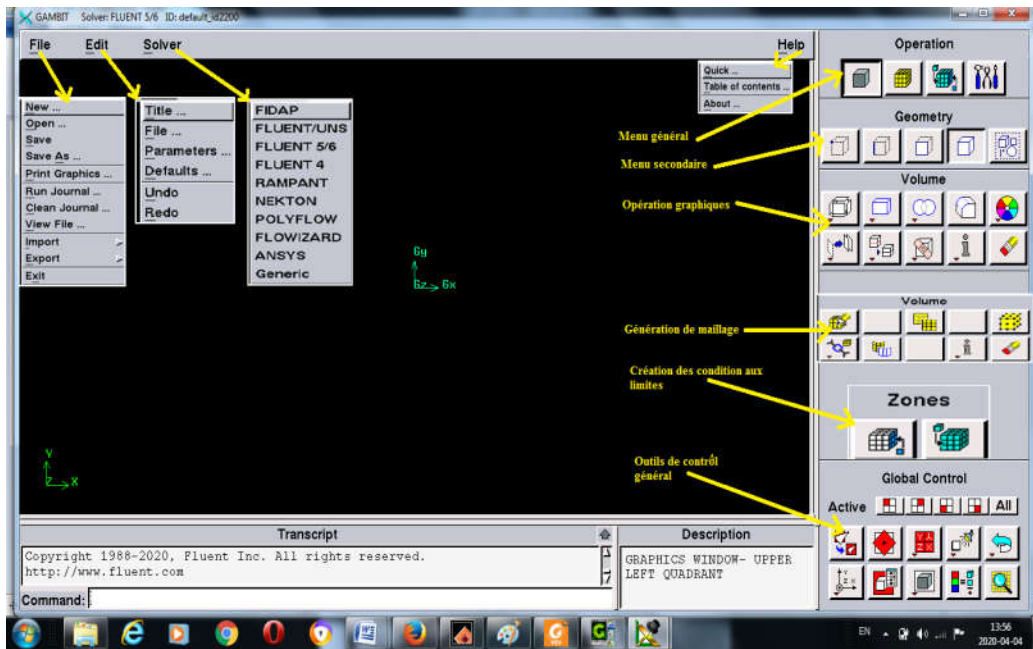 GAMBIT Solver: FLUENT 5/6 ID: default_id2200
File Edit Solver Help
New ...
Open ...
Save
Save As ...
Print Graphics ...
Run Journal ...
Clean Journal ...
View File ...
Import
Export
Exit
Title ...
File ...
Parameters ...
Defaults ...
Undo
Redo
FIDAP
FLUENT/UNS
FLUENT 5/6
FLUENT 4
RAMPANT
NEKTON
POLYFLOW
FLOWIZARD
ANSYS
Generic
Quick ...
Table of contents ...
About ...
Menu général
Menu secondaire
Opération graphiques
Génération de maillage
Création des condition aux
limites
Outils de contrôl
général
Gy
Gz Gx
Y
Z X
Operation
Geometry
Volume
Volume
Zones
Global Control
Active All
Transcript
Copyright 1988-2020, Fluent Inc. All rights reserved.
http://www.fluent.com
Command:
Description
GRAPHICS WINDOW- UPPER
LEFT QUADRANT
EN
13:56
2020-04-04